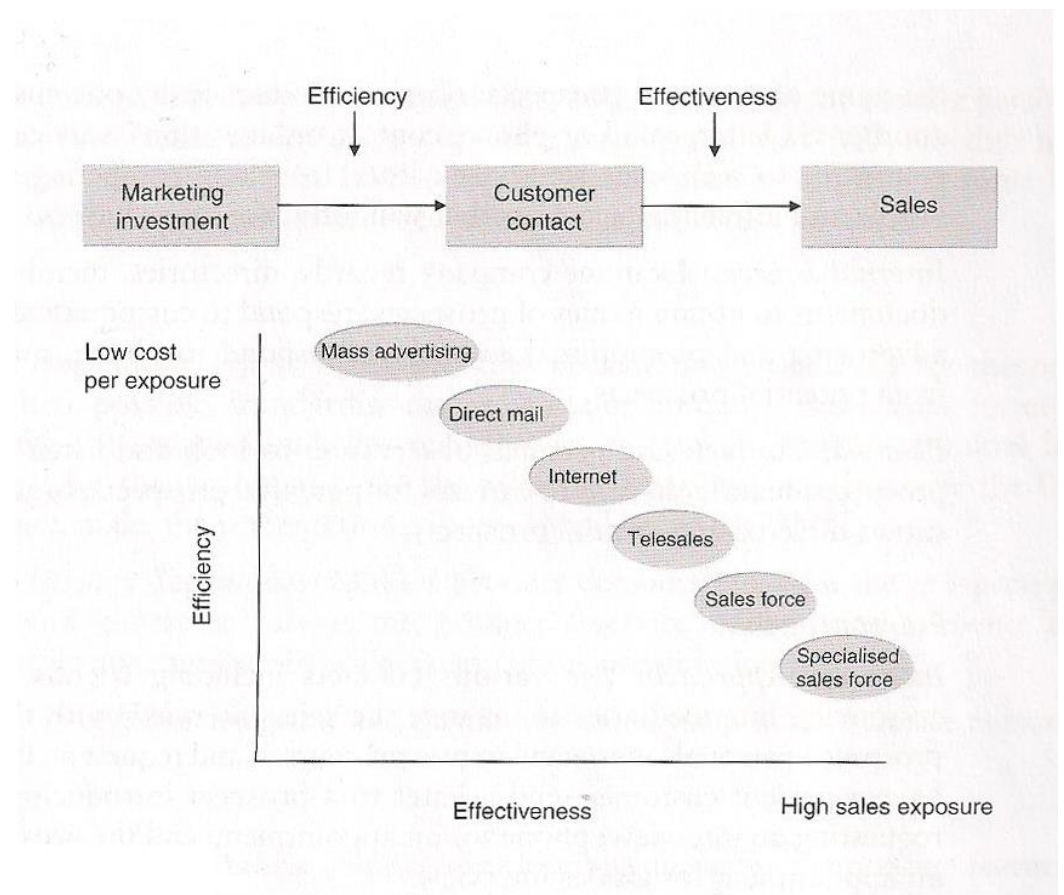 Efficiency
Effectiveness
Marketing
investment
Customer
contact
Sales
Low cost
per exposure
Mass advertising
Direct mail
Internet
Telesales
Sales force
Specialised
sales force
Efficiency
Effectiveness
High sales exposure